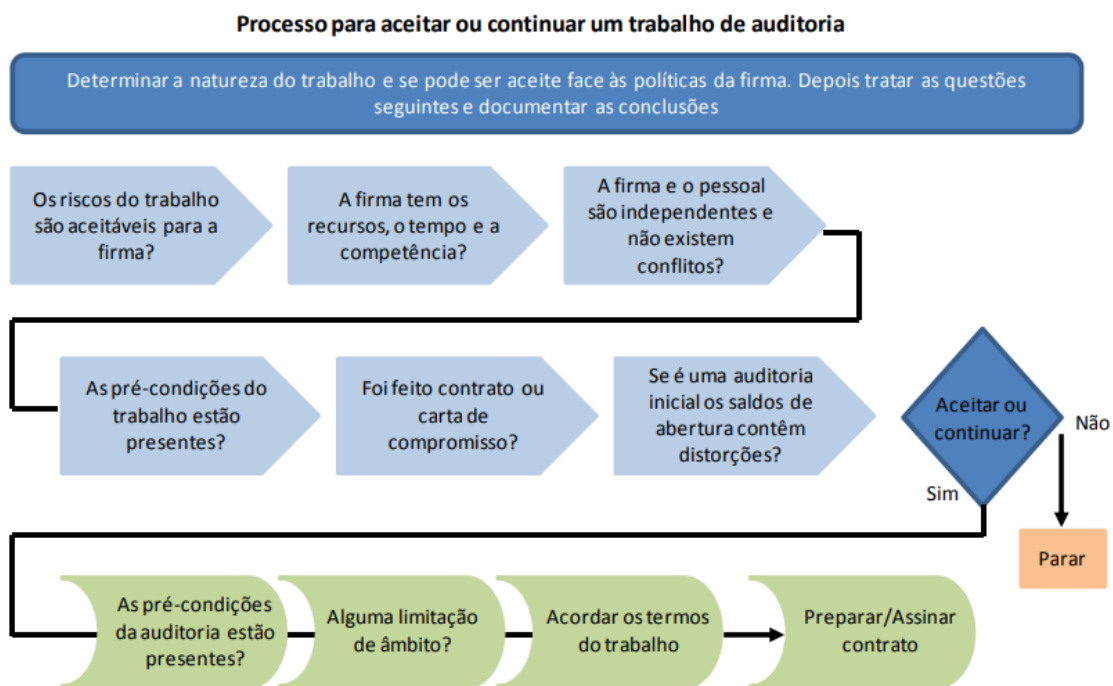 Processo para aceitar ou continuar um trabalho de auditoria
Determinar a natureza do trabalho e se pode ser aceite face às políticas da firma. Depois tratar as questões
seguintes e documentar as conclusões
Os riscos do trabalho
são aceitáveis para a
firma?
A firma tem os
recursos, o tempo e a
competência?
A firma e o pessoal
são independentes e
não existem
conflitos?
As pré-condições do
trabalho estão
presentes?
Foi feito contrato ou
carta de
compromisso?
Se é uma auditoria
inicial os saldos de
abertura contêm
distorções?
Aceitar ou
continuar?
Não
Sim
Parar
As pré-condições
da auditoria estão
presentes?
Alguma limitação
de âmbito?
Acordar os termos
do trabalho
Preparar/Assinar
contrato